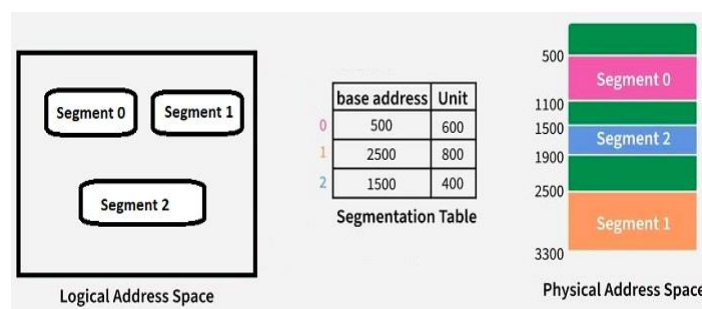 Segment 0
Segment 1
Segment 2
Logical Address Space
base address Unit
0 500 600
1 2500 800
2 1500 400
Segmentation Table
500
Segment 0
1100
1500
Segment 2
1900
2500
Segment 1
3300
Physical Address Space